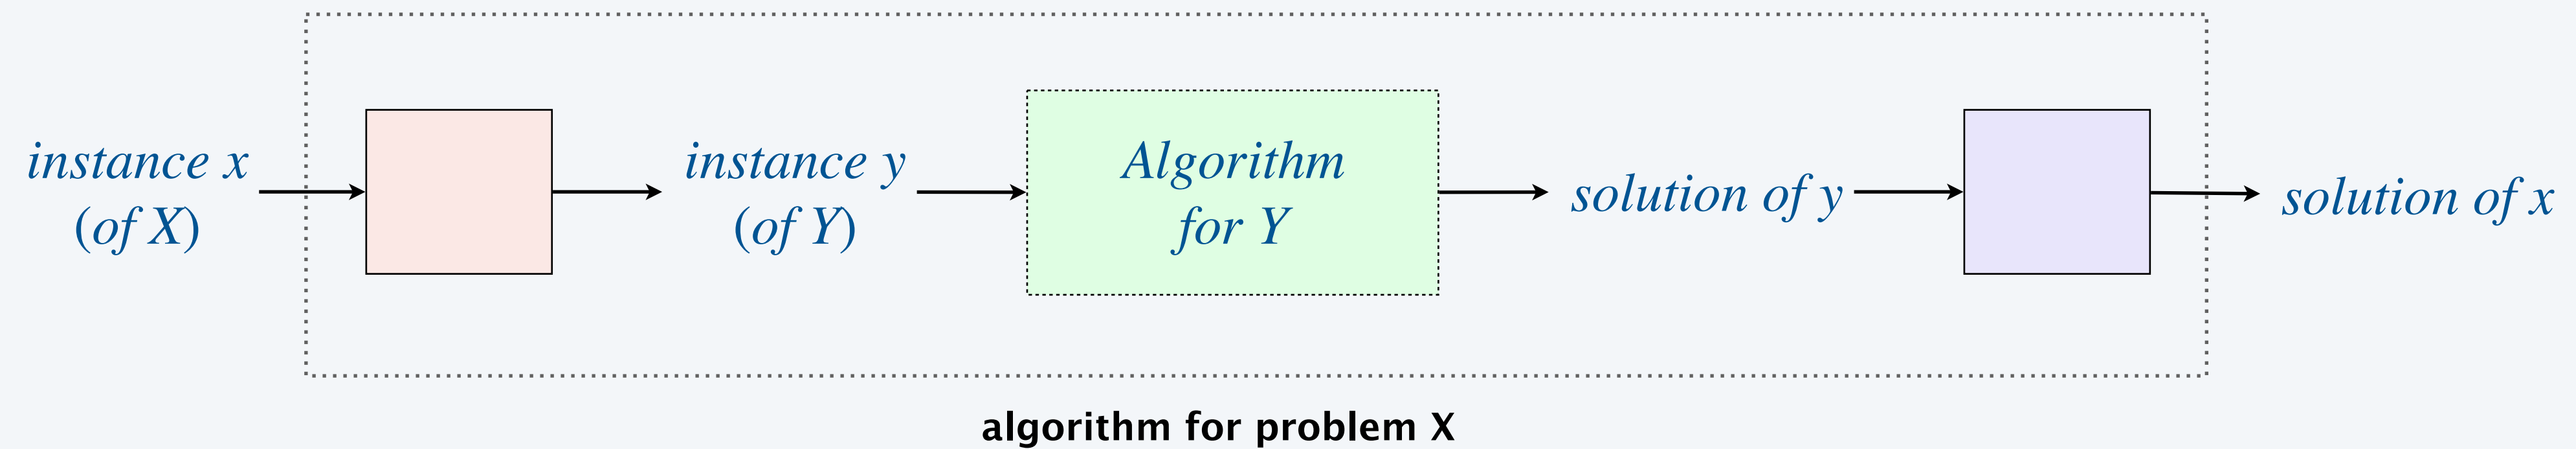 instance x
(of X)
instance y
(of Y)
Algorithm
for Y
solution of y
solution of x
algorithm for problem X